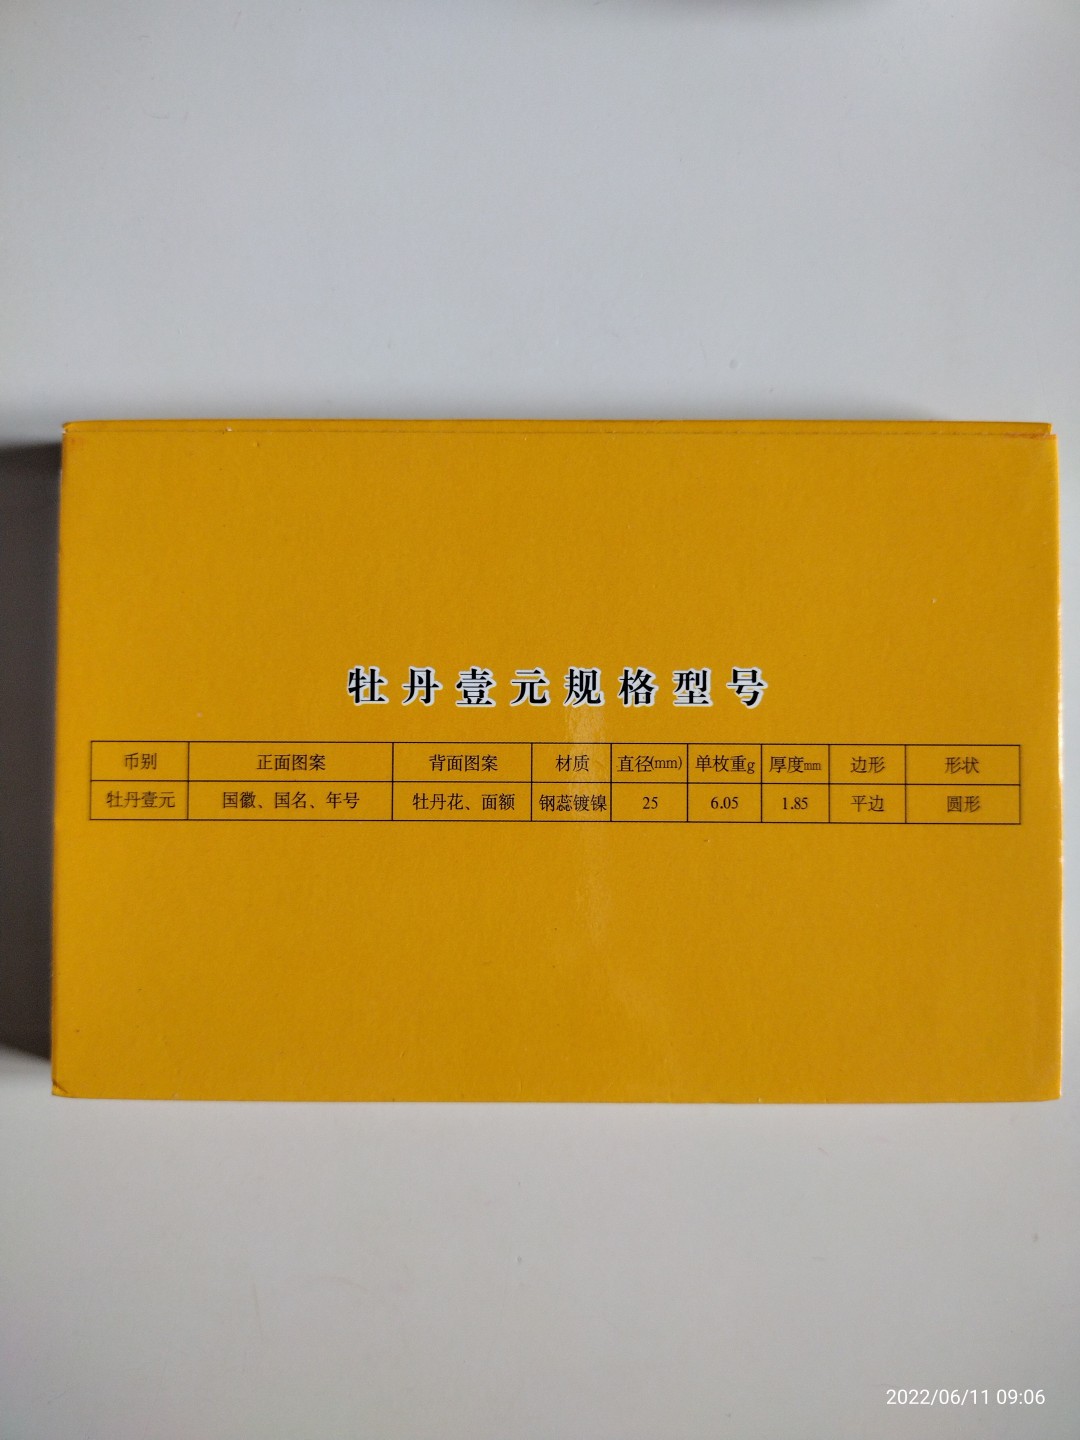 牡丹壹元规格型号
币别 正面图案 背面图案 材质 直径(mm) 单枚重g 厚度mm 边形 形状
牡丹壹元 国徽、国名、年号 牡丹花、面额 钢蕊镀镍 25 6.05 1.85 平边 圆形
2022/06/11 09:06